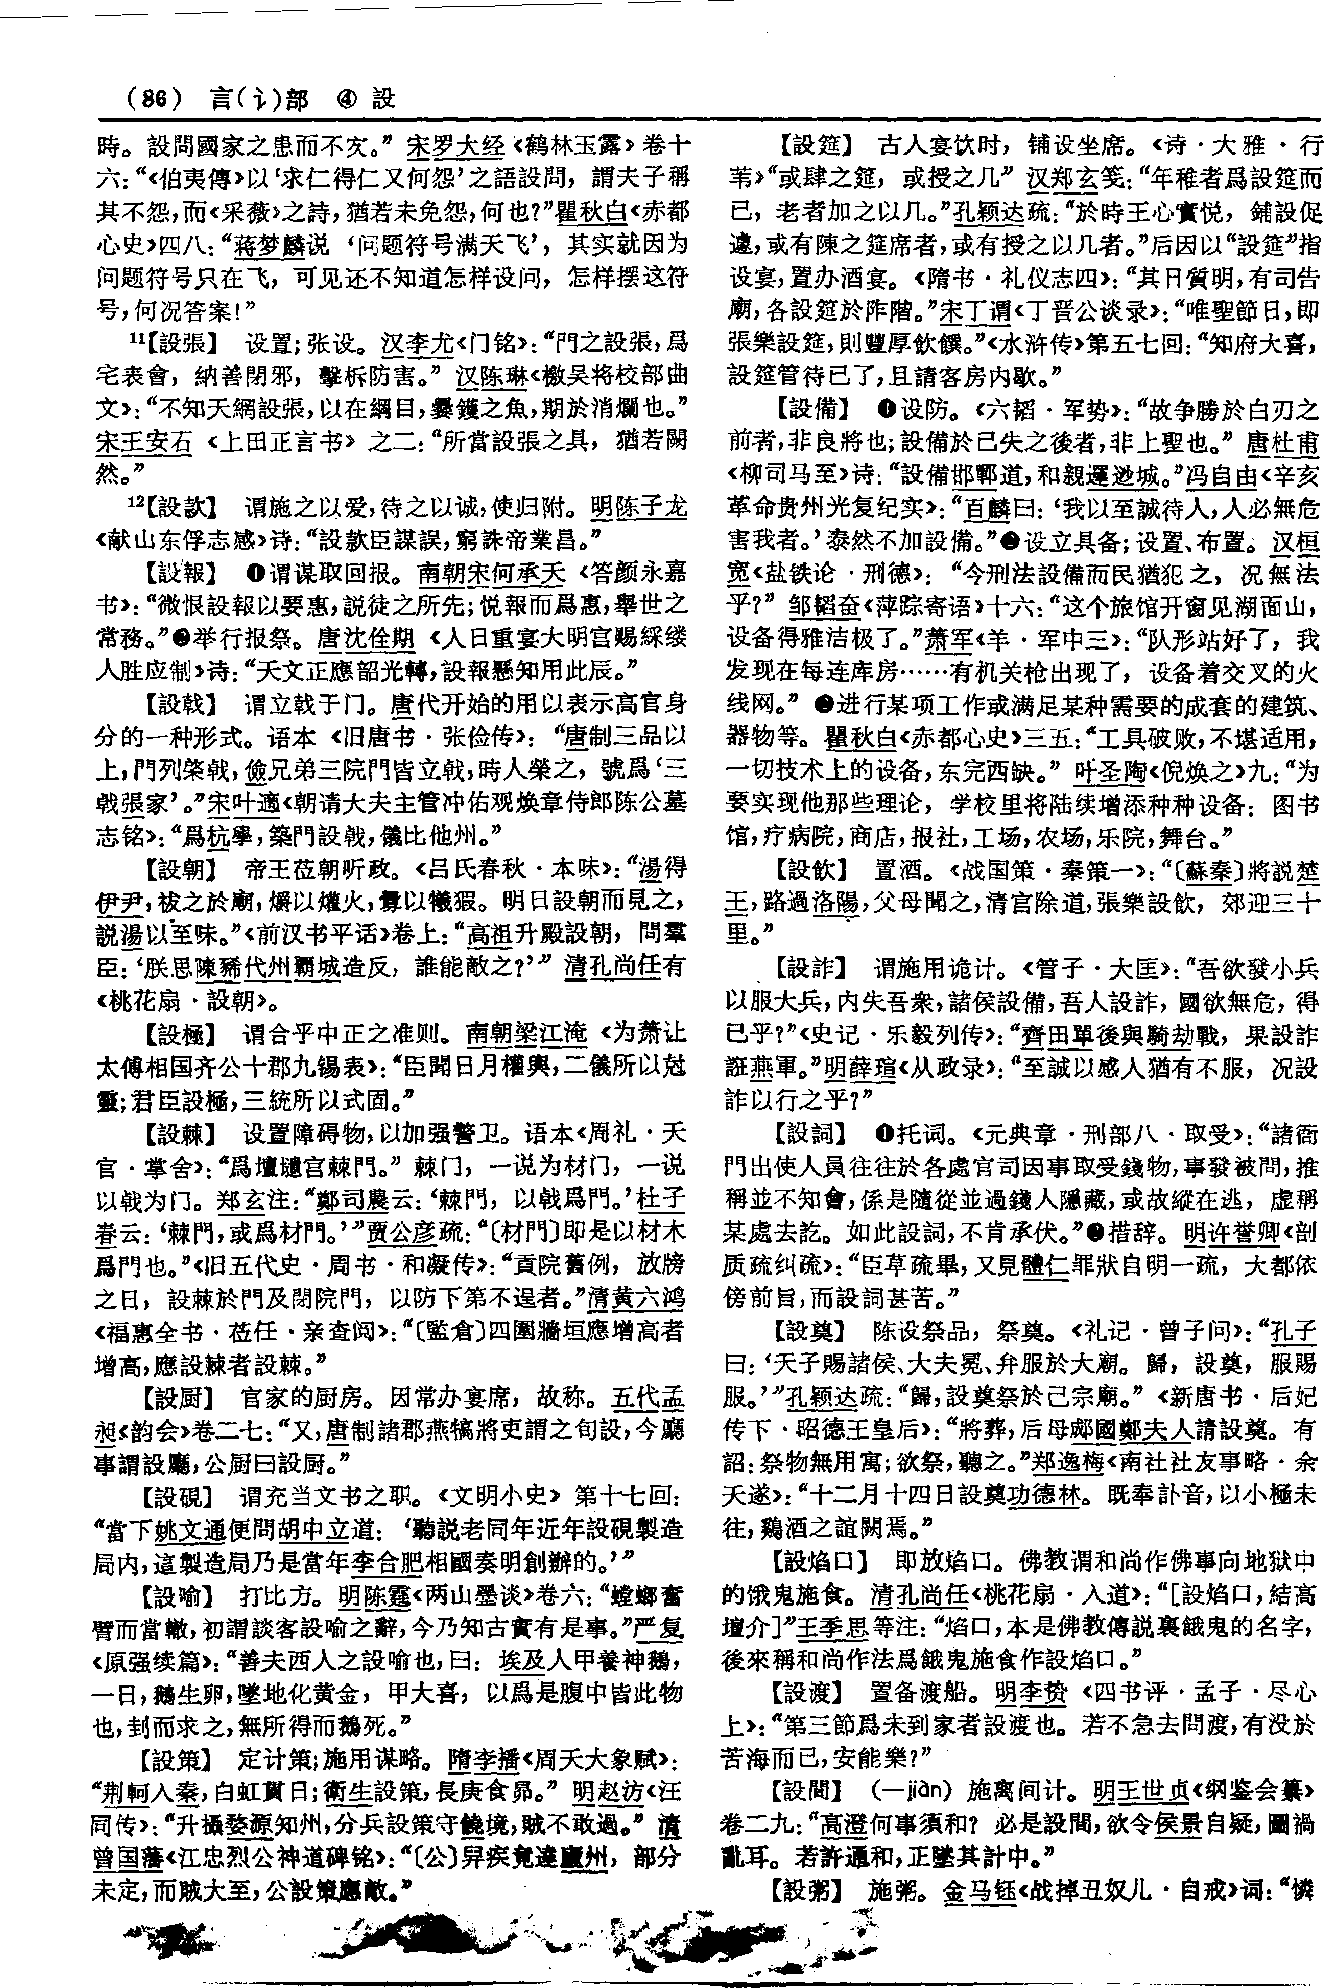 (86) 言(讠)部 ④ 設
時。設問國家之患而不亥。”宋罗大经《鹤林玉露》卷十
六：“《伯夷傳》以‘求仁得仁又何怨’之語設問，謂夫子稱
其不怨，而《采薇》之詩，猶若未免怨，何也？”瞿秋白《赤都
心史》四八：“蒋梦麟说‘问题符号满天飞’，其实就因为
问题符号只在飞，可见还不知道怎样设问，怎样摆这符
号，何况答案！”
11【設張】 设置；张设。汉李尤《门铭》：“門之設張，爲
宅表會，納善閉邪，擊柝防害。”汉陈琳《檄吴将校部曲
文》：“不知天網設張，以在綱目，爨鑊之魚，期於消爛也。”
宋王安石《上田正言书》之二：“所當設張之具，猶若闕
然。”
12【設款】 谓施之以爱，待之以诚，使归附。明陈子龙
《献山东俘志感》诗：“設款臣謀誤，窮誅帝業昌。”
【設報】 ❶谓谋取回报。南朝宋何承天《答颜永嘉
书》：“微恨設報以要惠，説徒之所先；悦報而爲惠，舉世之
常務。”❷举行报祭。唐沈佺期《人日重宴大明宫赐綵缕
人胜应制》诗：“天文正應韶光轉，設報懸知用此辰。”
【設戟】 谓立戟于门。唐代开始的用以表示高官身
分的一种形式。语本《旧唐书·张俭传》：“唐制三品以
上，門列棨戟，儉兄弟三院門皆立戟，時人榮之，號爲‘三
戟張家’。”宋叶適《朝请大夫主管冲佑观焕章侍郎陈公墓
志铭》：“爲杭寧，築門設戟，儀比他州。”
【設朝】 帝王莅朝听政。《吕氏春秋·本味》：“湯得
伊尹，祓之於廟，爝以爟火，釁以犧猳。明日設朝而見之，
説湯以至味。”《前汉书平话》卷上：“高祖升殿設朝，問羣
臣：‘朕思陳豨代州覇城造反，誰能敵之？’”清孔尚任有
《桃花扇·設朝》。
【設極】 谓合乎中正之准则。南朝梁江淹《为萧让
太傅相国齐公十郡九锡表》：“臣聞日月權輿，二儀所以尅
靈；君臣設極，三統所以式固。”
【設棘】 设置障碍物，以加强警卫。语本《周礼·天
官·掌舍》：“爲壇壝宫棘門。”棘门，一说为材门，一说
以戟为门。郑玄注：“鄭司農云：‘棘門，以戟爲門。’杜子
春云：‘棘門，或爲材門。’”贾公彦疏：“〔材門〕即是以材木
爲門也。”《旧五代史·周书·和凝传》：“貢院舊例，放牓
之日，設棘於門及閉院門，以防下第不逞者。”清黄六鸿
《福惠全书·莅任·亲查阅》：“〔監倉〕四圍牆垣應增高者
增高，應設棘者設棘。”
【設厨】 官家的厨房。因常办宴席，故称。五代孟
昶《韵会》卷二七：“又，唐制諸郡燕犒將吏謂之旬設，今廳
事謂設廳，公厨曰設厨。”
【設硯】 谓充当文书之职。《文明小史》第十七回：
“當下姚文通便問胡中立道：‘聽説老同年近年設硯製造
局内，這製造局乃是當年李合肥相國奏明創辦的。’”
【設喻】 打比方。明陈霆《两山墨谈》卷六：“螳螂奮
臂而當轍，初謂談客設喻之辭，今乃知古實有是事。”严复
《原强续篇》：“善夫西人之設喻也，曰：埃及人甲養神鵝，
一日，鵝生卵，墜地化黄金，甲大喜，以爲是腹中皆此物
也，刲而求之，無所得而鵝死。”
【設策】 定计策；施用谋略。隋李播《周天大象赋》：
“荆軻入秦，白虹貫日；衛生設策，長庚食昴。”明赵汸《汪
同传》：“升攝婺源知州，分兵設策守饒境，賊不敢過。”清
曾国藩《江忠烈公神道碑铭》：“〔公〕舁疾竟達廬州，部分
未定，而賊大至，公設策應敵。”
【設筵】 古人宴饮时，铺设坐席。《诗·大雅·行
苇》“或肆之筵，或授之几”汉郑玄笺：“年稚者爲設筵而
已，老者加之以几。”孔颖达疏：“於時王心實悦，鋪設促
遽，或有陳之筵席者，或有授之以几者。”后因以“設筵”指
设宴，置办酒宴。《隋书·礼仪志四》：“其日質明，有司告
廟，各設筵於阼階。”宋丁谓《丁晋公谈录》：“唯聖節日，即
張樂設筵，則豐厚飲饌。”《水浒传》第五七回：“知府大喜，
設筵管待已了，且請客房内歇。”
【設備】 ❶设防。《六韬·军势》：“故争勝於白刃之
前者，非良將也；設備於已失之後者，非上聖也。”唐杜甫
《柳司马至》诗：“設備邯鄲道，和親邏逤城。”冯自由《辛亥
革命贵州光复纪实》：“百麟曰：‘我以至誠待人，人必無危
害我者。’泰然不加設備。”❷设立具备；设置、布置。汉桓
宽《盐铁论·刑德》：“今刑法設備而民猶犯之，况無法
乎？”邹韬奋《萍踪寄语》十六：“这个旅馆开窗见湖面山，
设备得雅洁极了。”萧军《羊·军中三》：“队形站好了，我
发现在每连库房……有机关枪出现了，设备着交叉的火
线网。”❸进行某项工作或满足某种需要的成套的建筑、
器物等。瞿秋白《赤都心史》三五：“工具破败，不堪适用，
一切技术上的设备，东完西缺。”叶圣陶《倪焕之》九：“为
要实现他那些理论，学校里将陆续增添种种设备：图书
馆，疗病院，商店，报社，工场，农场，乐院，舞台。”
【設飲】 置酒。《战国策·秦策一》：“〔蘇秦〕將説楚
王，路過洛陽，父母聞之，清宫除道，張樂設飲，郊迎三十
里。”
【設詐】 谓施用诡计。《管子·大匡》：“吾欲發小兵
以服大兵，内失吾衆，諸侯設備，吾人設詐，國欲無危，得
已乎？”《史记·乐毅列传》：“齊田單後與騎劫戰，果設詐
誑燕軍。”明薛瑄《从政录》：“至誠以感人猶有不服，况設
詐以行之乎？”
【設詞】 ❶托词。《元典章·刑部八·取受》：“諸衙
門出使人員往往於各處官司因事取受錢物，事發被問，推
稱並不知會，係是隨從並過錢人隱藏，或故縱在逃，虚稱
某處去訖。如此設詞，不肯承伏。”❷措辞。明许誉卿《剖
质疏纠疏》：“臣草疏畢，又見體仁罪狀自明一疏，大都依
傍前旨，而設詞甚苦。”
【設奠】 陈设祭品，祭奠。《礼记·曾子问》：“孔子
曰：‘天子賜諸侯、大夫冕、弁服於大廟。歸，設奠，服賜
服。’”孔颖达疏：“歸，設奠祭於己宗廟。”《新唐书·后妃
传下·昭德王皇后》：“將葬，后母郕國鄭夫人請設奠。有
詔：祭物無用寓；欲祭，聽之。”郑逸梅《南社社友事略·余
天遂》：“十二月十四日設奠功德林。既奉訃音，以小極未
往，鷄酒之誼闕焉。”
【設焰口】 即放焰口。佛教谓和尚作佛事向地狱中
的饿鬼施食。清孔尚任《桃花扇·入道》：“[設焰口，結高
壇介]”王季思等注：“焰口，本是佛教傳説裏餓鬼的名字，
後來稱和尚作法爲餓鬼施食作設焰口。”
【設渡】 置备渡船。明李贽《四书评·孟子·尽心
上》：“第三節爲未到家者設渡也。若不急去問渡，有没於
苦海而已，安能樂？”
【設間】 (—jiàn) 施离间计。明王世贞《纲鉴会纂》
卷二九：“高澄何事須和？必是設間，欲令侯景自疑，圖禍
亂耳。若許通和，正墜其計中。”
【設粥】 施粥。金马钰《战掉丑奴儿·自戒》词：“憐